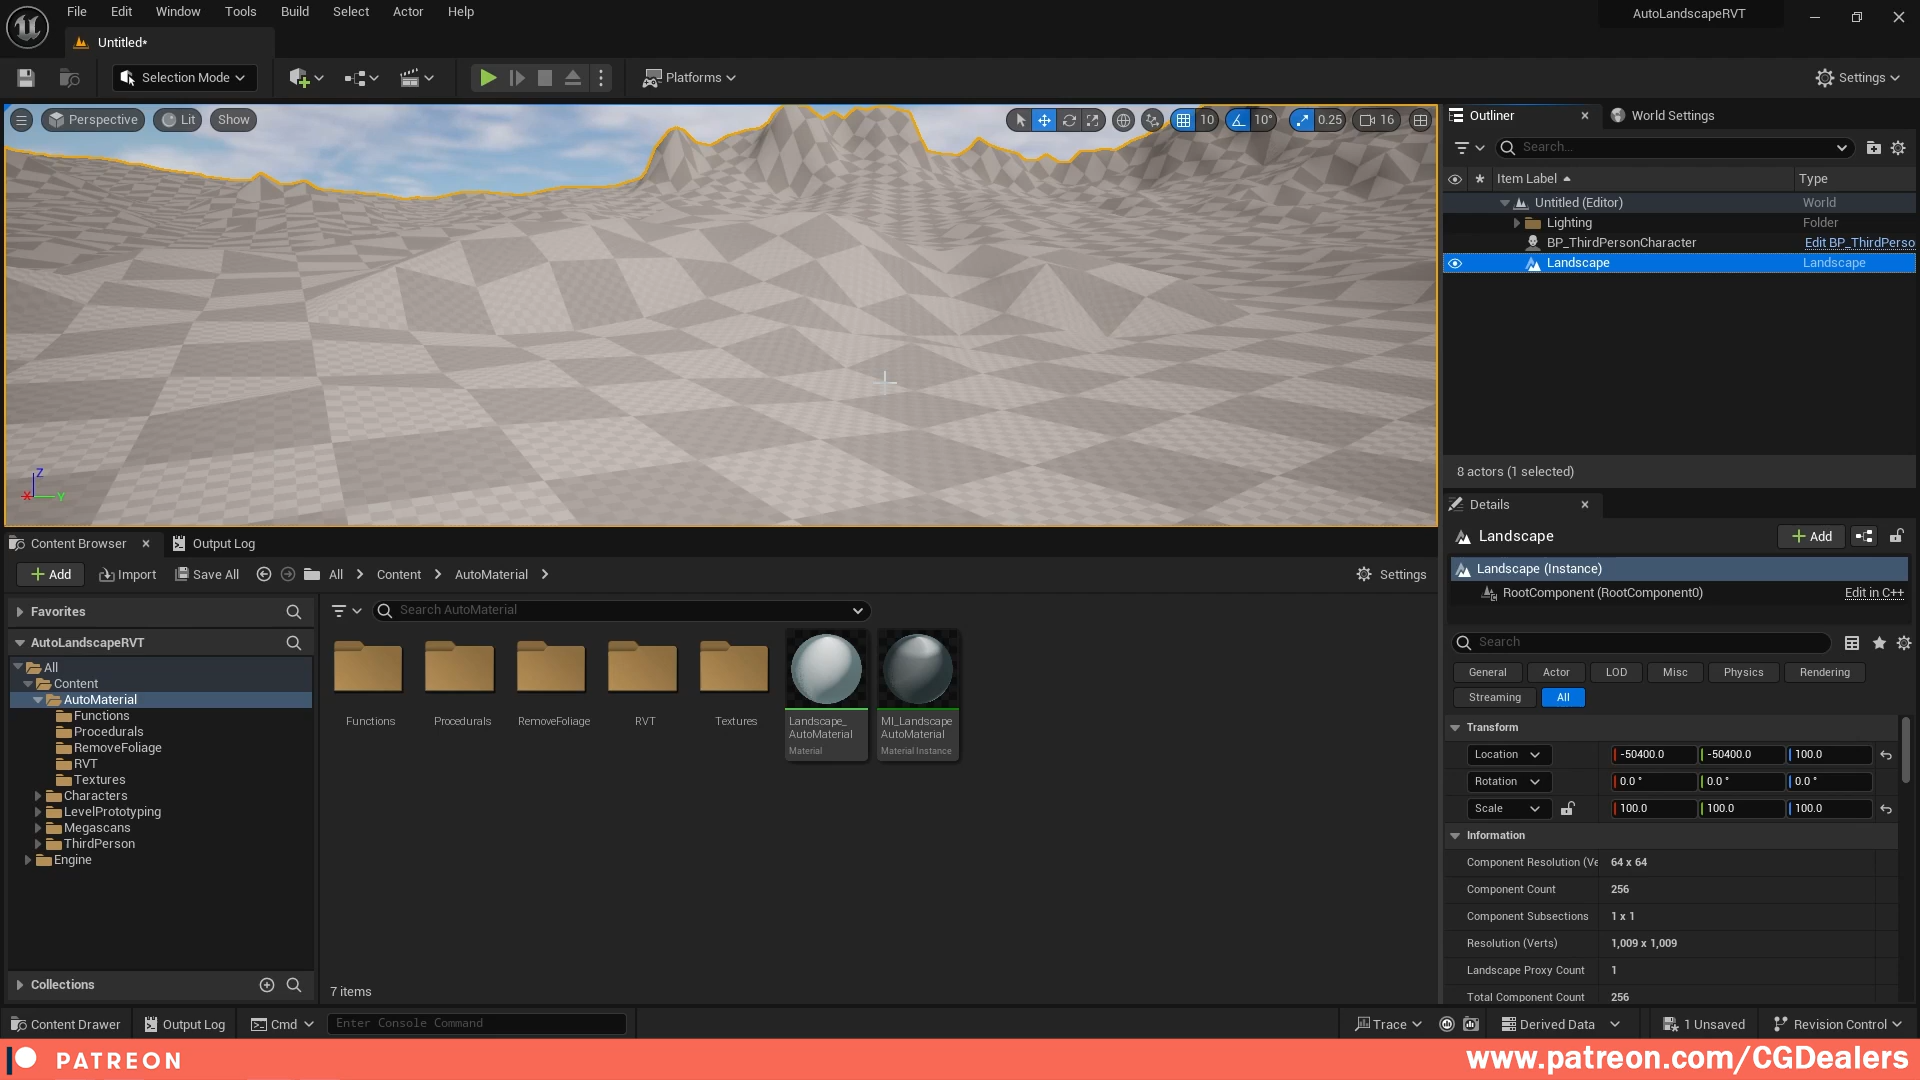 File Edit Window Tools Build Select Actor Help
AutoLandscapeRVT
Untitled*
Selection Mode
Platforms
Settings
Perspective Lit Show
10 10° 0.25 16
Z
X Y
Outliner
World Settings
Search...
Item Label Type
Untitled (Editor) World
Lighting Folder
BP_ThirdPersonCharacter Edit BP_ThirdPerso
Landscape Landscape
8 actors (1 selected)
Details
Landscape
Add
Landscape (Instance)
RootComponent (RootComponent0) Edit in C++
Search
General Actor LOD Misc Physics Rendering
Streaming All
Transform
Location -50400.0 -50400.0 100.0
Rotation 0.0 ° 0.0 ° 0.0 °
Scale 100.0 100.0 100.0
Information
Component Resolution (Ve 64 x 64
Component Count 256
Component Subsections 1 x 1
Resolution (Verts) 1,009 x 1,009
Landscape Proxy Count 1
Total Component Count 256
Content Browser Output Log
Add Import Save All All Content AutoMaterial Settings
Favorites
AutoLandscapeRVT
All
Content
AutoMaterial
Functions
Procedurals
RemoveFoliage
RVT
Textures
Characters
LevelPrototyping
Megascans
ThirdPerson
Engine
Collections
Search AutoMaterial
Functions Procedurals RemoveFoliage RVT Textures
Landscape_
AutoMaterial
Material
MI_Landscape
AutoMaterial
Material Instance
7 items
Content Drawer Output Log Cmd Enter Console Command Trace Derived Data 1 Unsaved Revision Control
PATREON
www.patreon.com/CGDealers